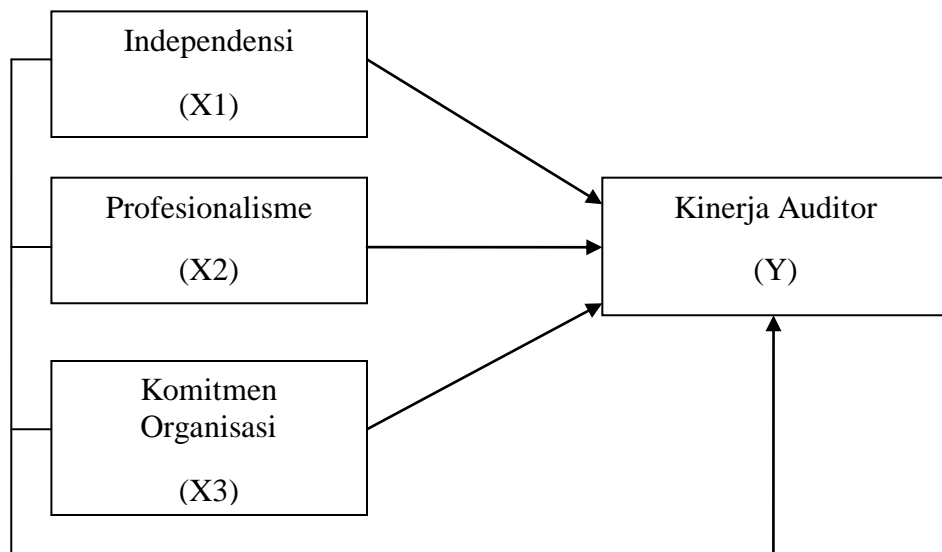 Independensi
(X1)
Profesionalisme
(X2)
Komitmen
Organisasi
(X3)
Kinerja Auditor
(Y)